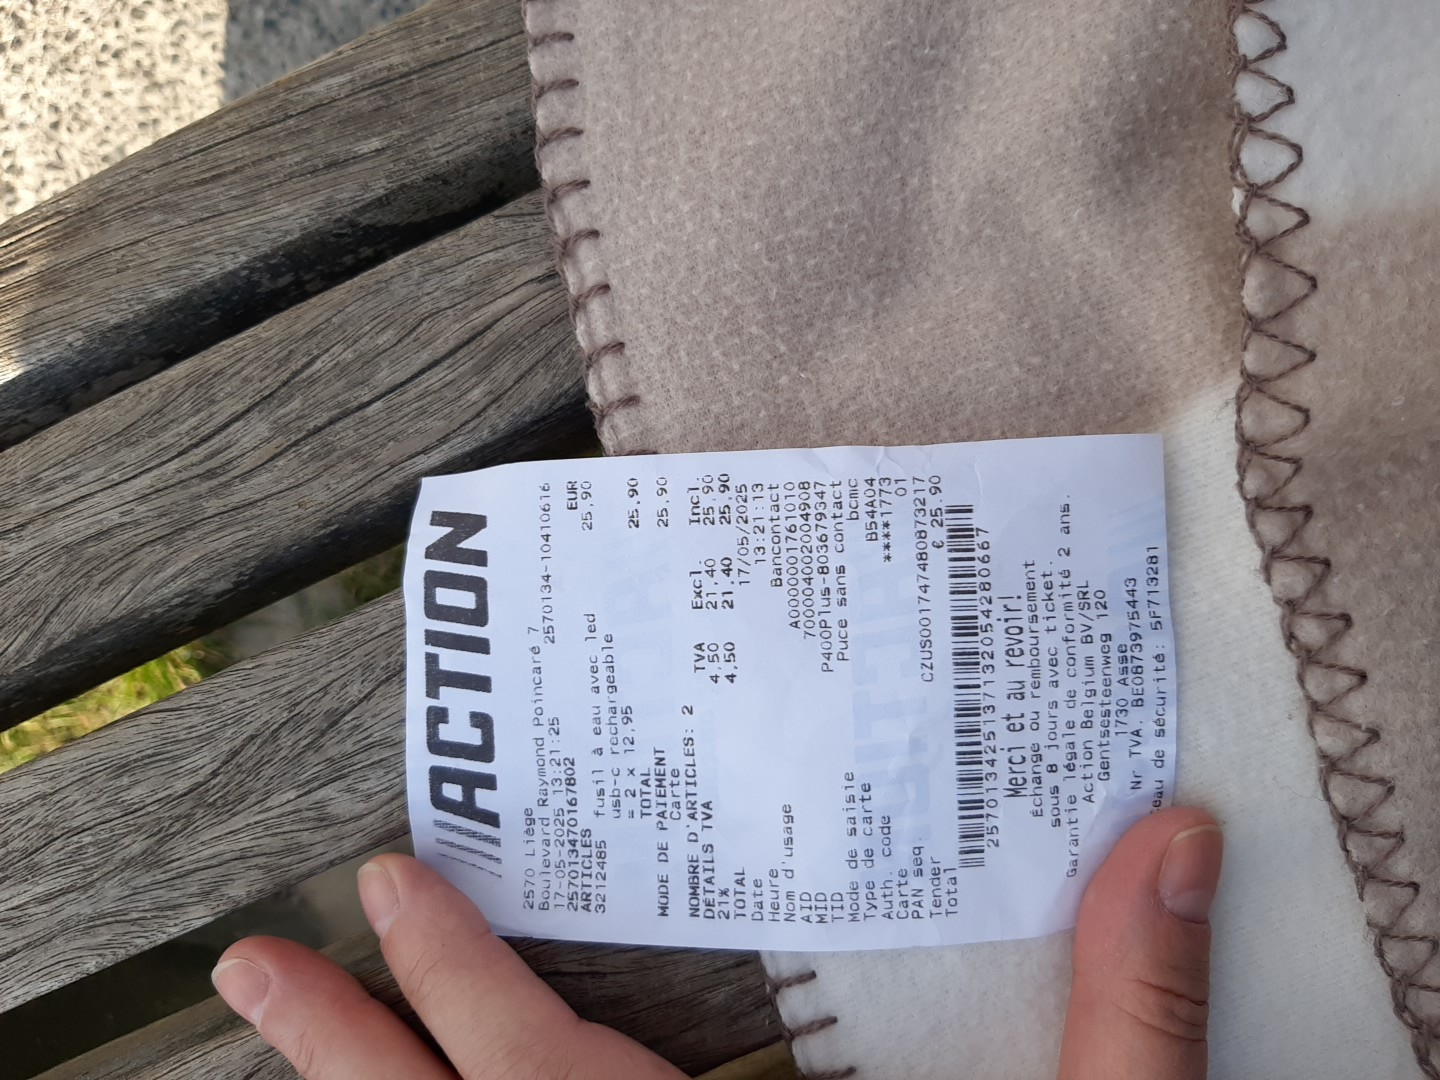 ACTION
2570 Liège
Boulevard Raymond Poincaré 7
17-05-2025 13:21:25 2570134-10410616
257013470167802
ARTICLES EUR
3212485 fusil à eau avec led 25,90
usb-c rechargeable
= 2 x 12,95
TOTAL 25,90
MODE DE PAIEMENT
Carte 25,90
NOMBRE D'ARTICLES: 2
DÉTAILS TVA TVA Excl. Incl.
21% 4,50 21,40 25,90
TOTAL 4,50 21,40 25,90
Date 17/05/2025
Heure 13:21:13
Nom d'usage Bancontact
AID A0000001761010
MID 700004002004908
TID P400Plus-803679347
Mode de saisie Puce sans contact
Type de carte bcmc
Auth. code B54A04
Carte ****1773
PAN seq. 01
Tender CZUS001747480873217
Total € 25.90
2570134251371320542806 67
Merci et au revoir!
Échange ou remboursement
sous 8 jours avec ticket.
Garantie légale de conformité 2 ans.
Action Belgium BV/SRL
Gentsesteenweg 120
1730 Asse
Nr TVA. BE0873975443
eau de sécurité: 5F713281